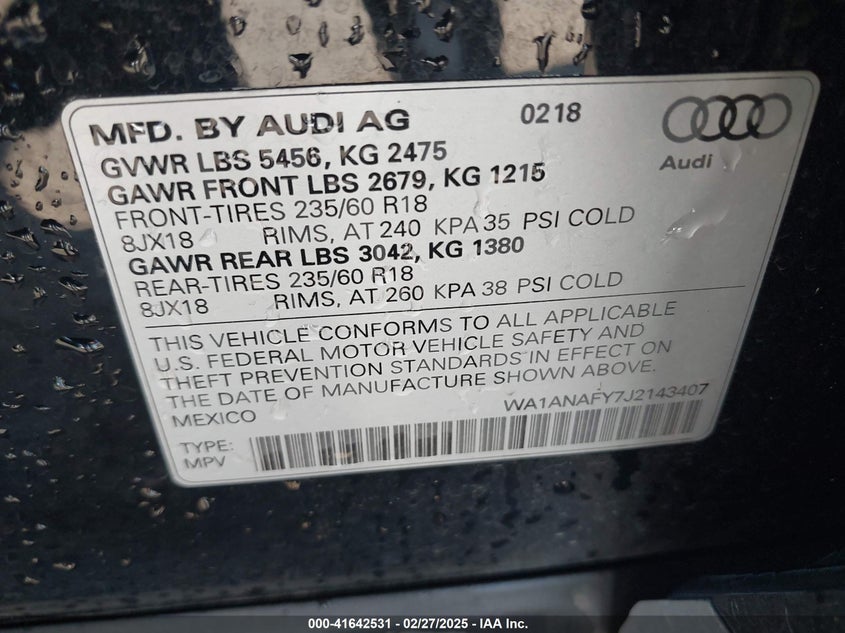 MFD. BY AUDI AG 0218
Audi
GVWR LBS 5456, KG 2475
GAWR FRONT LBS 2679, KG 1215
FRONT-TIRES 235/60 R18
8JX18 RIMS, AT 240 KPA 35 PSI COLD
GAWR REAR LBS 3042, KG 1380
REAR-TIRES 235/60 R18
8JX18 RIMS, AT 260 KPA 38 PSI COLD
THIS VEHICLE CONFORMS TO ALL APPLICABLE
U.S. FEDERAL MOTOR VEHICLE SAFETY AND
THEFT PREVENTION STANDARDS IN EFFECT ON
THE DATE OF MANUFACTURE SHOWN ABOVE.
MEXICO WA1ANAFY7J2143407
TYPE:
MPV
000-41642531 - 02/27/2025 - IAA Inc.